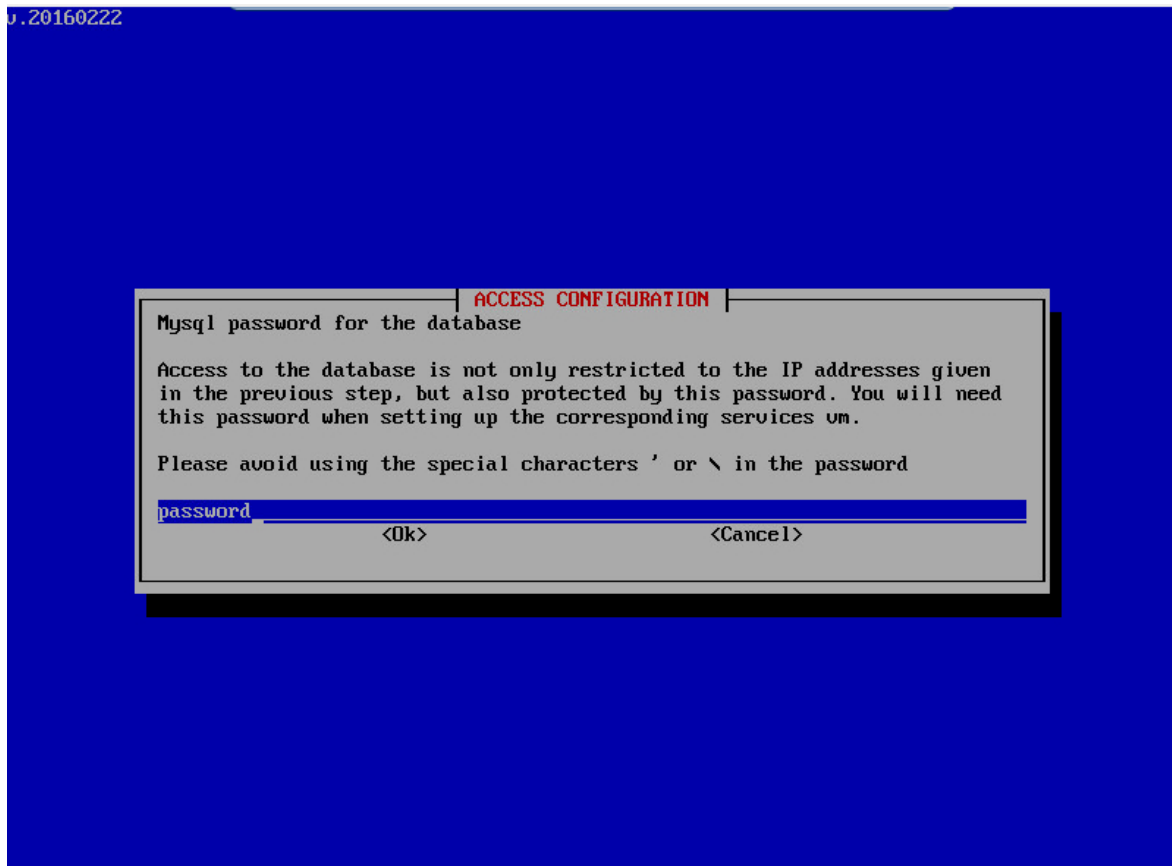 v.20160222
ACCESS CONFIGURATION
Mysql password for the database
Access to the database is not only restricted to the IP addresses given
in the previous step, but also protected by this password. You will need
this password when setting up the corresponding services vm.
Please avoid using the special characters ' or \ in the password
password
<Ok> <Cancel>